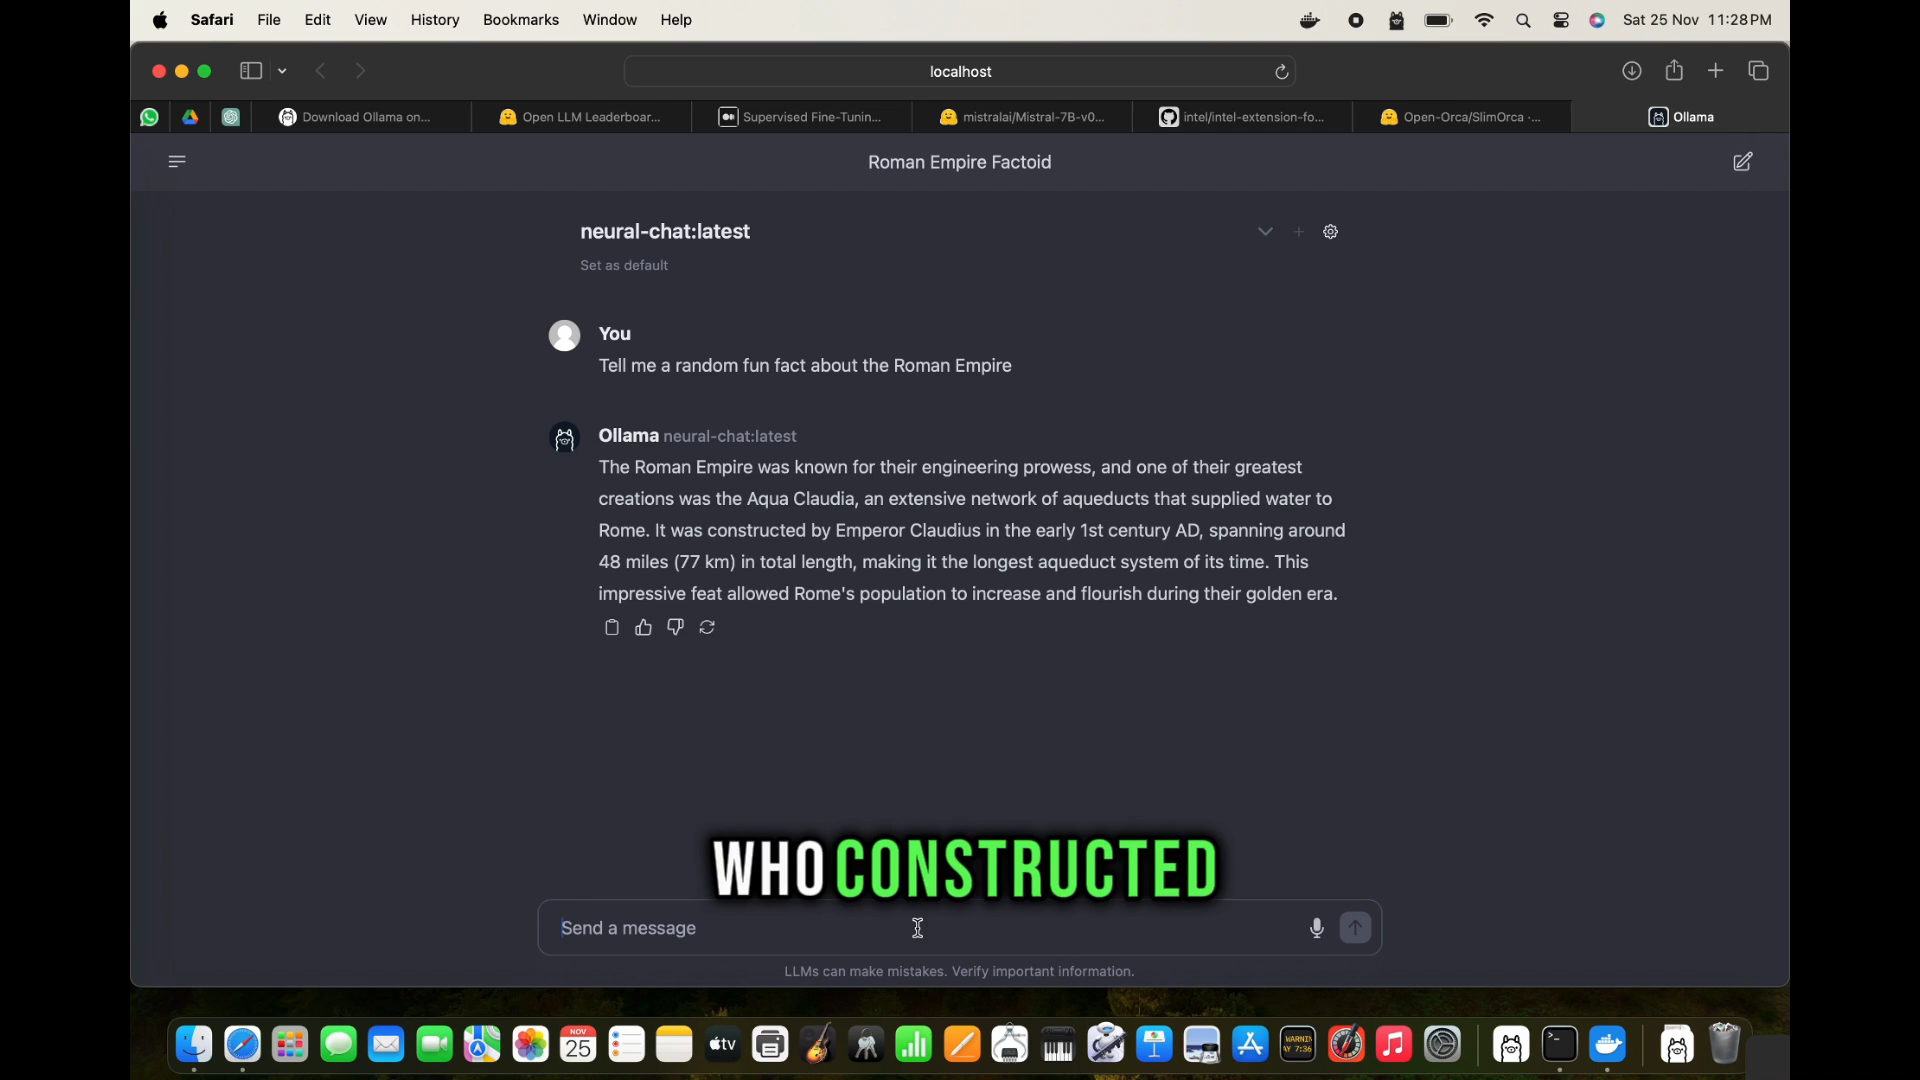 Safari File Edit View History Bookmarks Window Help Sat 25 Nov 11:28 PM
localhost
Download Ollama on... Open LLM Leaderboar... Supervised Fine-Tunin... mistralai/Mistral-7B-v0... intel/intel-extension-fo... Open-Orca/SlimOrca ·... Ollama
Roman Empire Factoid
neural-chat:latest
Set as default
You
Tell me a random fun fact about the Roman Empire
Ollama neural-chat:latest
The Roman Empire was known for their engineering prowess, and one of their greatest
creations was the Aqua Claudia, an extensive network of aqueducts that supplied water to
Rome. It was constructed by Emperor Claudius in the early 1st century AD, spanning around
48 miles (77 km) in total length, making it the longest aqueduct system of its time. This
impressive feat allowed Rome's population to increase and flourish during their golden era.
WHO CONSTRUCTED
Send a message
LLMs can make mistakes. Verify important information.
NOV
25
tv